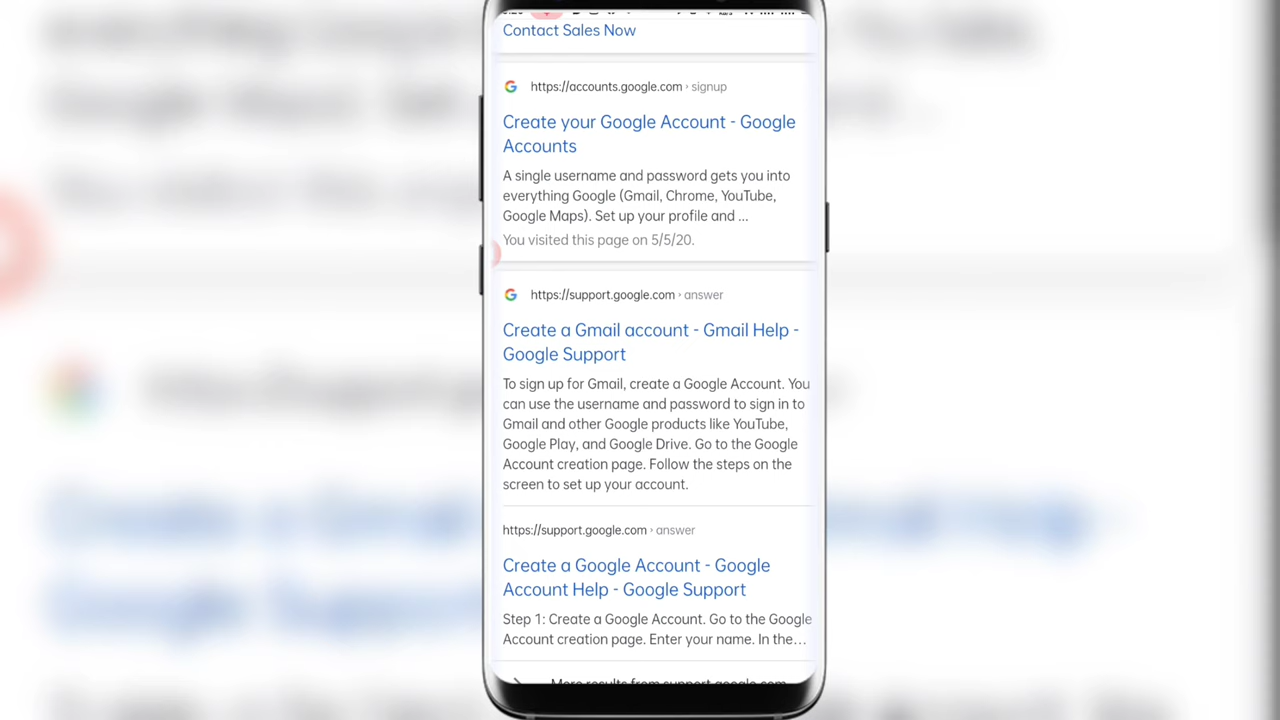 Contact Sales Now
https://accounts.google.com › signup
Create your Google Account - Google
Accounts
A single username and password gets you into
everything Google (Gmail, Chrome, YouTube,
Google Maps). Set up your profile and ...
You visited this page on 5/5/20.
https://support.google.com › answer
Create a Gmail account - Gmail Help -
Google Support
To sign up for Gmail, create a Google Account. You
can use the username and password to sign in to
Gmail and other Google products like YouTube,
Google Play, and Google Drive. Go to the Google
Account creation page. Follow the steps on the
screen to set up your account.
https://support.google.com › answer
Create a Google Account - Google
Account Help - Google Support
Step 1: Create a Google Account. Go to the Google
Account creation page. Enter your name. In the...
More results from support.google.com